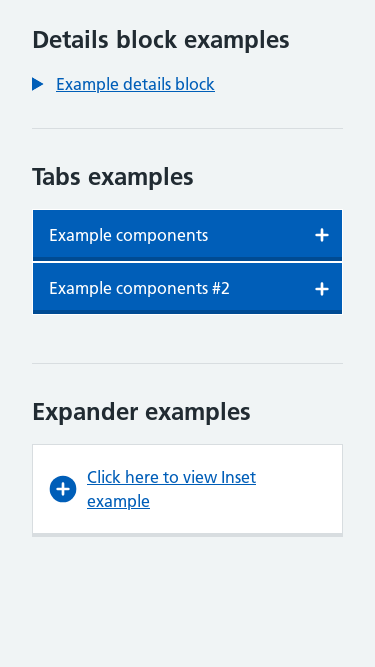 Details block examples
Example details block
Tabs examples
Example components
Example components #2
Expander examples
Click here to view Inset
example